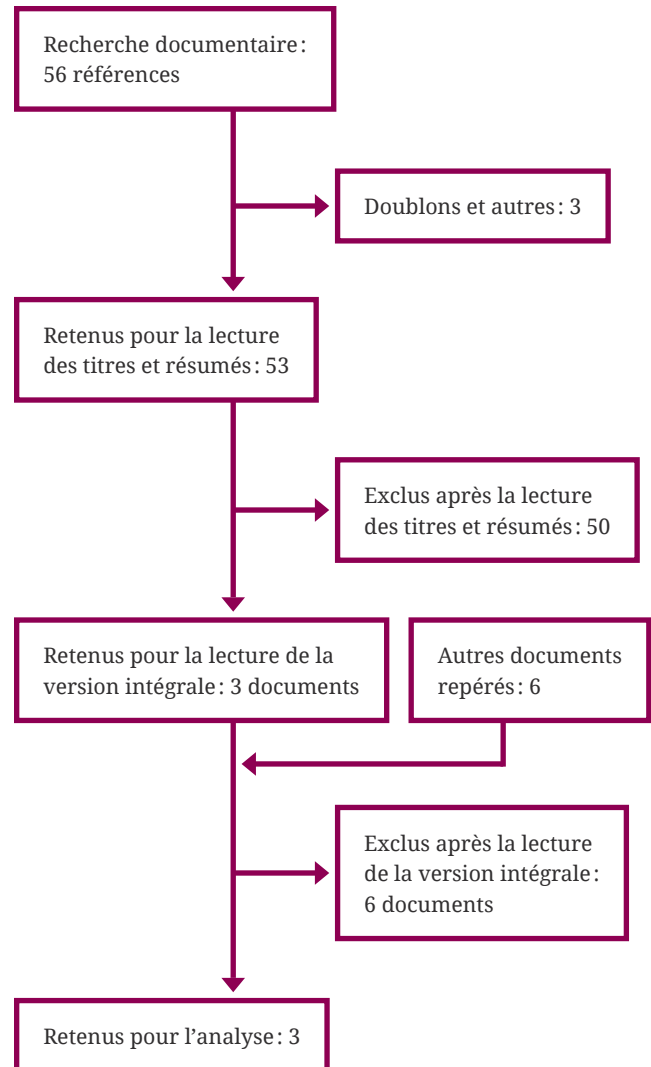 Recherche documentaire :
56 références
Doublons et autres : 3
Retenus pour la lecture
des titres et résumés : 53
Exclus après la lecture
des titres et résumés : 50
Retenus pour la lecture de la
version intégrale : 3 documents
Autres documents
repérés : 6
Exclus après la lecture
de la version intégrale :
6 documents
Retenus pour l’analyse : 3